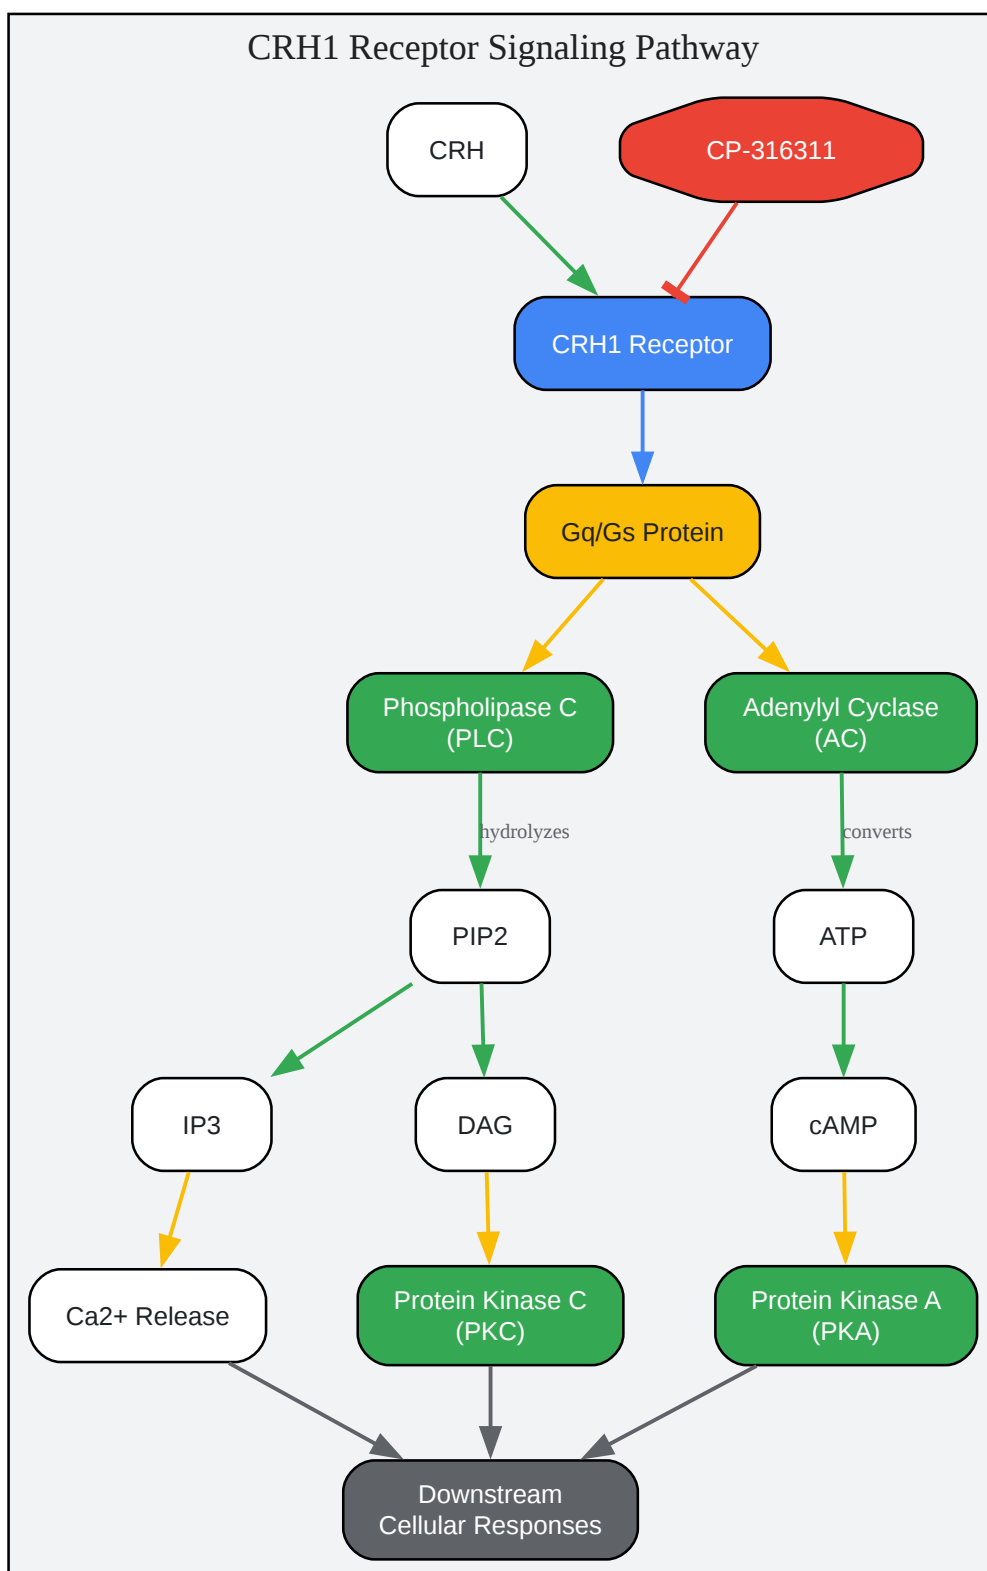 CRH1 Receptor Signaling Pathway
CRH
CP-316311
CRH1 Receptor
Gq/Gs Protein
Phospholipase C
(PLC)
Adenylyl Cyclase
(AC)
hydrolyzes
converts
PIP2
ATP
IP3
DAG
cAMP
Ca2+ Release
Protein Kinase C
(PKC)
Protein Kinase A
(PKA)
Downstream
Cellular Responses